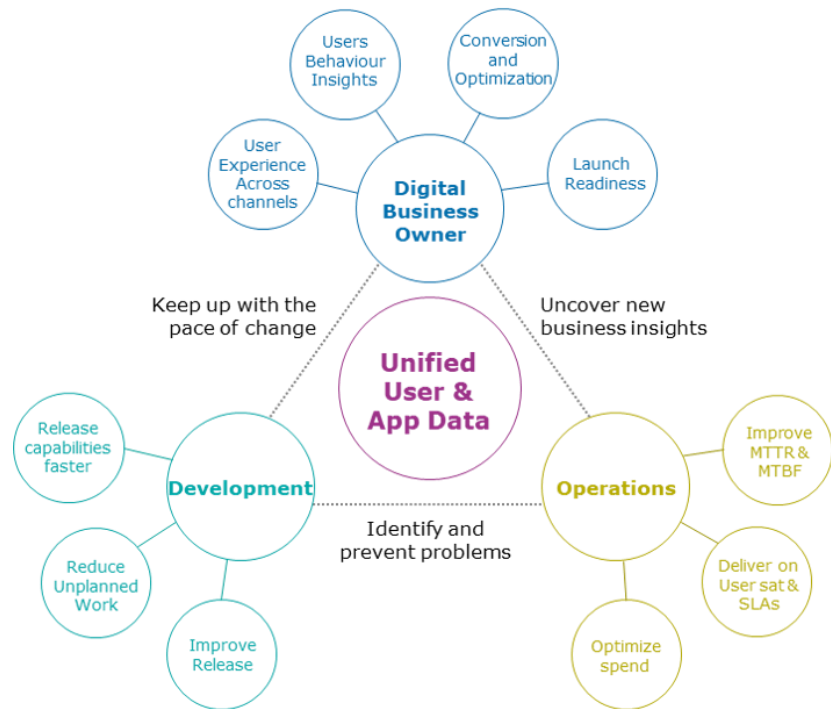 Users
Behaviour
Insights
Conversion
and
Optimization
User
Experience
Across
channels
Launch
Readiness
Digital
Business
Owner
Keep up with the
pace of change
Uncover new
business insights
Unified
User &
App Data
Release
capabilities
faster
Development
Reduce
Unplanned
Work
Improve
Release
Identify and
prevent problems
Operations
Improve
MTTR &
MTBF
Deliver on
User sat &
SLAs
Optimize
spend